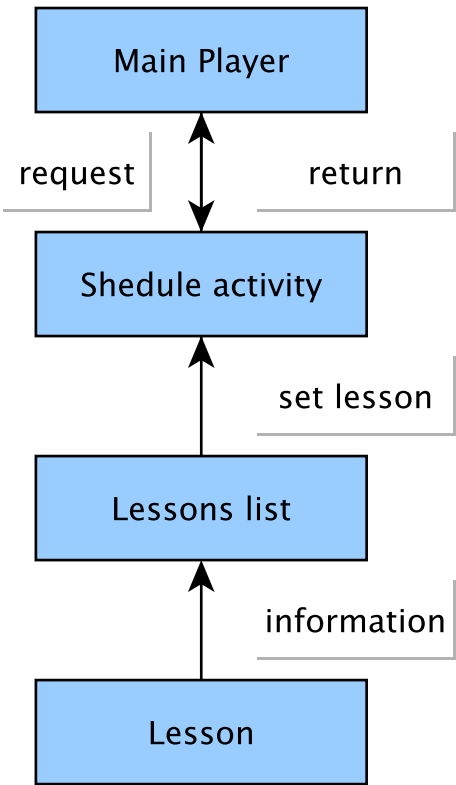 Main Player
request
return
Shedule activity
set lesson
Lessons list
information
Lesson